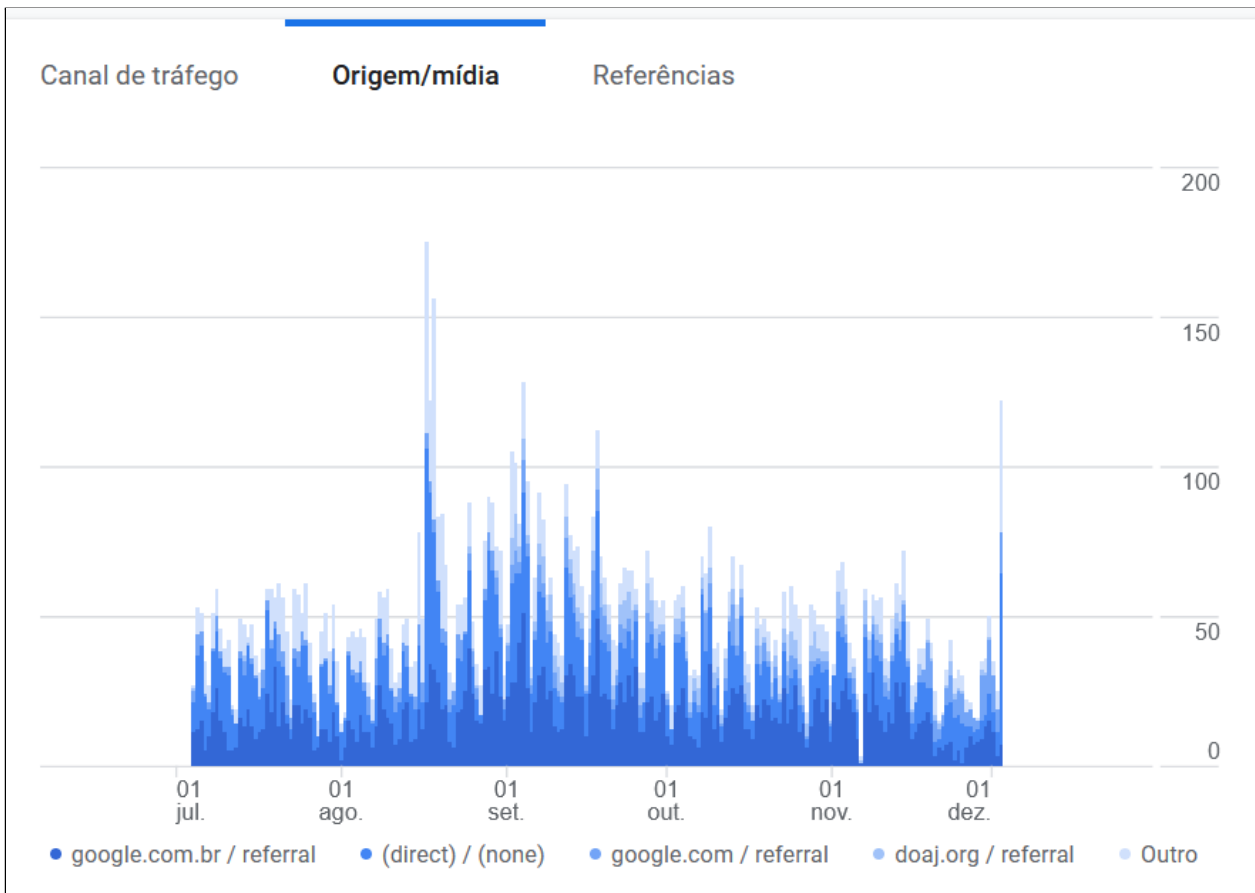 Canal de tráfego Origem/mídia Referências
200
150
100
50
0
01 01 01 01 01 01
jul. ago. set. out. nov. dez.
google.com.br / referral (direct) / (none) google.com / referral doaj.org / referral Outro